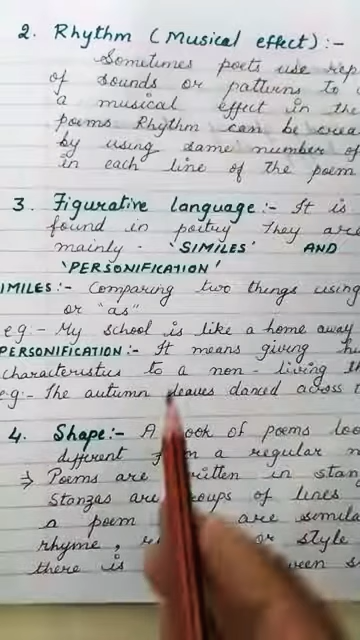 2. Rhythm (Musical effect) :-
Sometimes poets use rep
of sounds or patterns to
a musical effect in the
poems Rhythm can be crea
by using same number of
in each line of the poem
3. Figurative language :- It is
found in poetry They are
mainly - 'SIMILES' AND
'PERSONIFICATION'
IMILES :- Comparing two things using
or "as"
eg :- My school is like a home away
PERSONIFICATION :- It means giving hu
characteristics to a non - living th
eg :- The autumn leaves danced across t
4. Shape :- A ook of poems loo
different a regular n
⇒ Poems are written in stan
Stanzas are oups of lines
a poem are simila
rhyme, or style
there is ween s